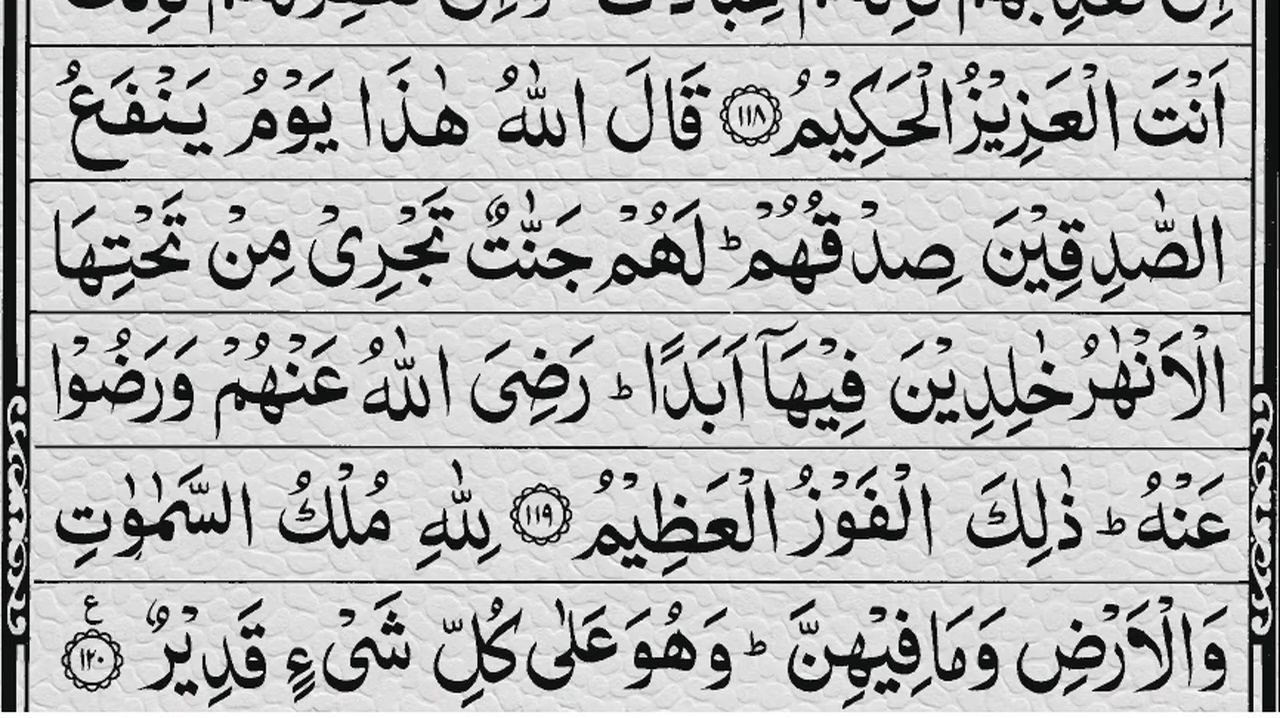 اَنْتَ الْعَزِيْزُ الْحَكِيْمُ ﴿۱۱۸﴾ قَالَ اللّٰهُ هٰذَا يَوْمُ يَنْفَعُ
الصّٰدِقِيْنَ صِدْقُهُمْ ؕ لَهُمْ جَنّٰتٌ تَجْرِىْ مِنْ تَحْتِهَا
الْاَنْهٰرُ خٰلِدِيْنَ فِيْهَاۤ اَبَدًا ؕ رَضِىَ اللّٰهُ عَنْهُمْ وَرَضُوْا
عَنْهُ ؕ ذٰلِكَ الْفَوْزُ الْعَظِيْمُ ﴿۱۱۹﴾ لِلّٰهِ مُلْكُ السَّمٰوٰتِ
وَالْاَرْضِ وَمَا فِيْهِنَّ ؕ وَهُوَ عَلٰى كُلِّ شَىْءٍ قَدِيْرٌ ﴿۱۲۰﴾ ع